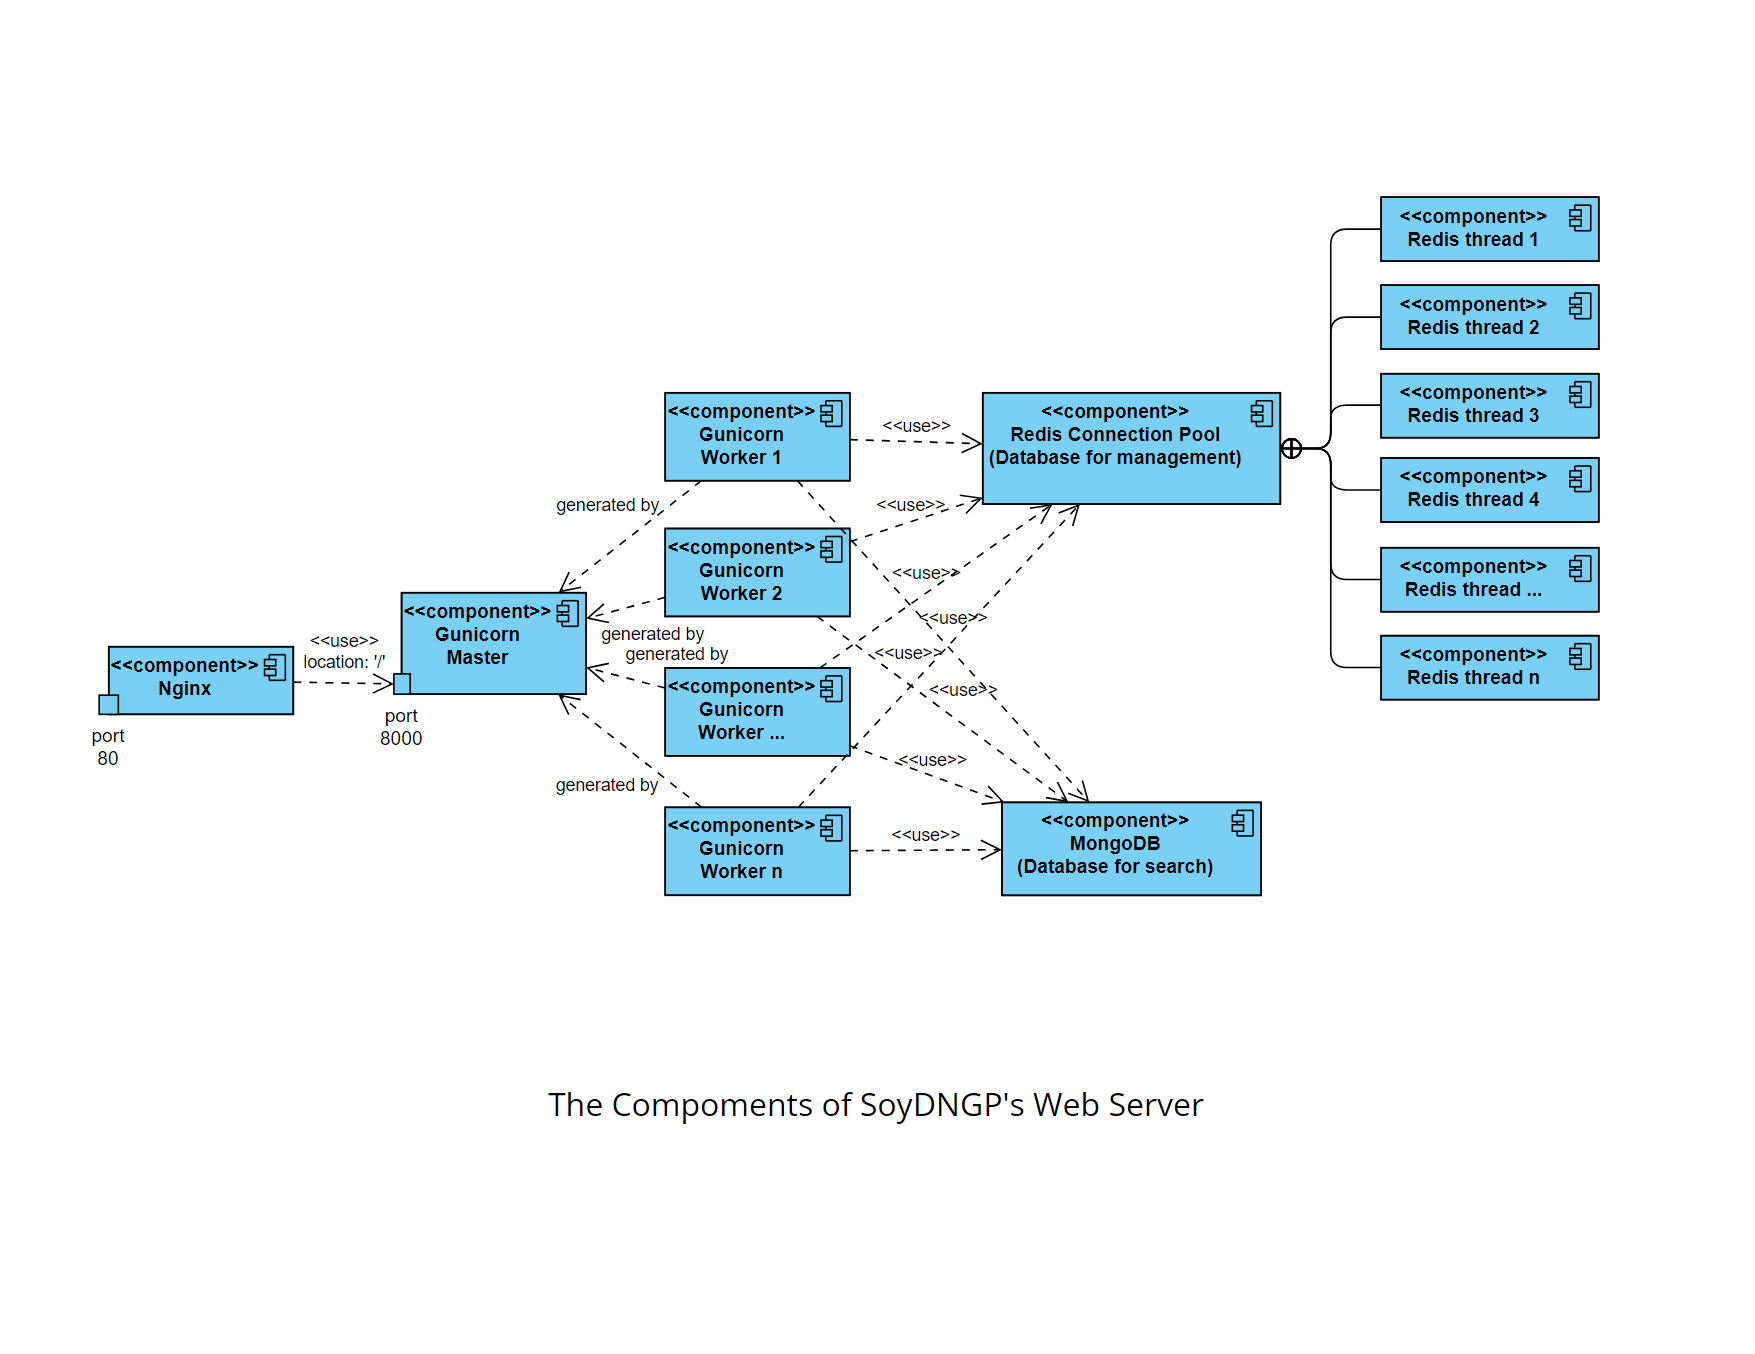 <<component>>
Nginx
port
80
<<use>>
location: '/'
<<component>>
Gunicorn
Master
port
8000
generated by
generated by
generated by
generated by
<<component>>
Gunicorn
Worker 1
<<component>>
Gunicorn
Worker 2
<<component>>
Gunicorn
Worker ...
<<component>>
Gunicorn
Worker n
<<use>>
<<use>>
<<use>>
<<use>>
<<use>>
<<use>>
<<use>>
<<use>>
<<component>>
Redis Connection Pool
(Database for management)
<<component>>
MongoDB
(Database for search)
<<component>>
Redis thread 1
<<component>>
Redis thread 2
<<component>>
Redis thread 3
<<component>>
Redis thread 4
<<component>>
Redis thread ...
<<component>>
Redis thread n
The Compoments of SoyDNGP's Web Server